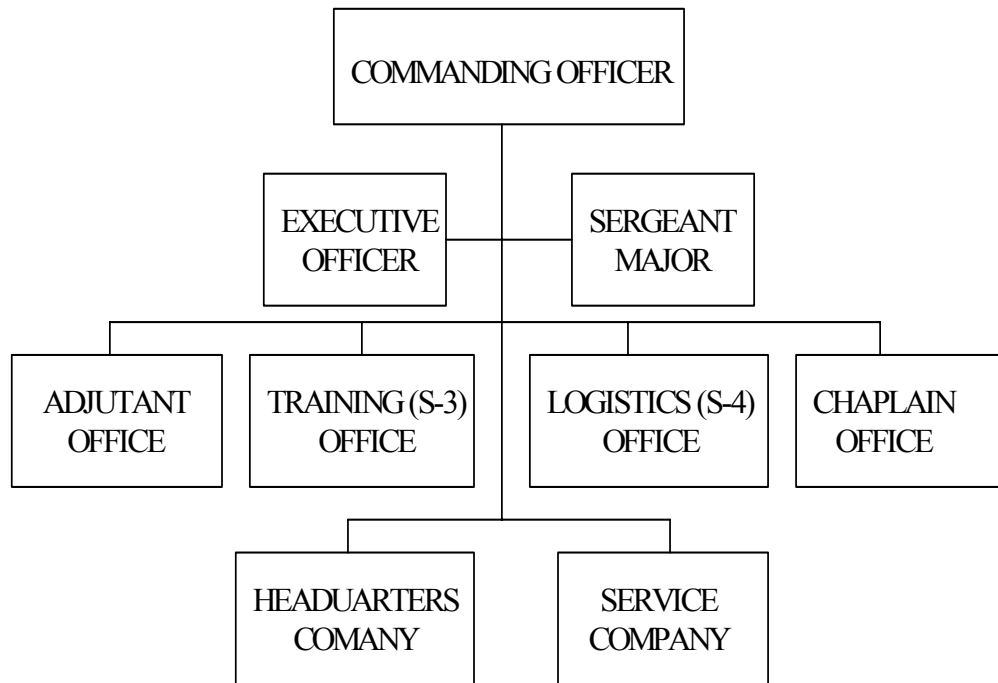 COMMANDING OFFICER
EXECUTIVE
OFFICER
SERGEANT
MAJOR
ADJUTANT
OFFICE
TRAINING (S-3)
OFFICE
LOGISTICS (S-4)
OFFICE
CHAPLAIN
OFFICE
HEADUARTERS
COMANY
SERVICE
COMPANY